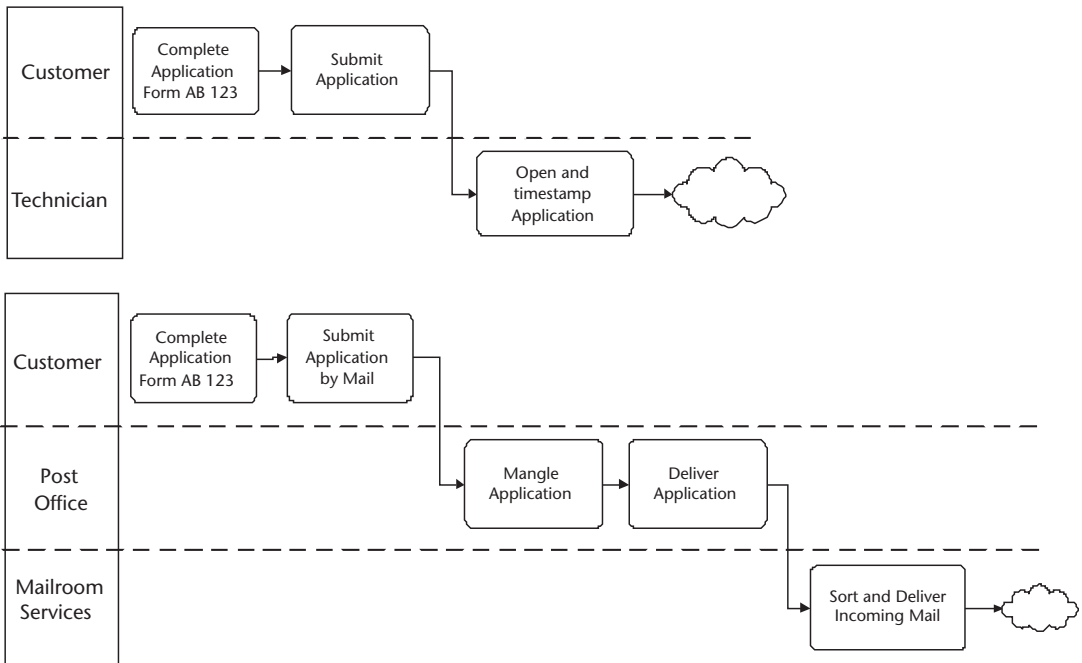 Customer
Complete
Application
Form AB 123
Submit
Application
Technician
Open and
timestamp
Application
Customer
Complete
Application
Form AB 123
Submit
Application
by Mail
Post
Office
Mangle
Application
Deliver
Application
Mailroom
Services
Sort and Deliver
Incoming Mail